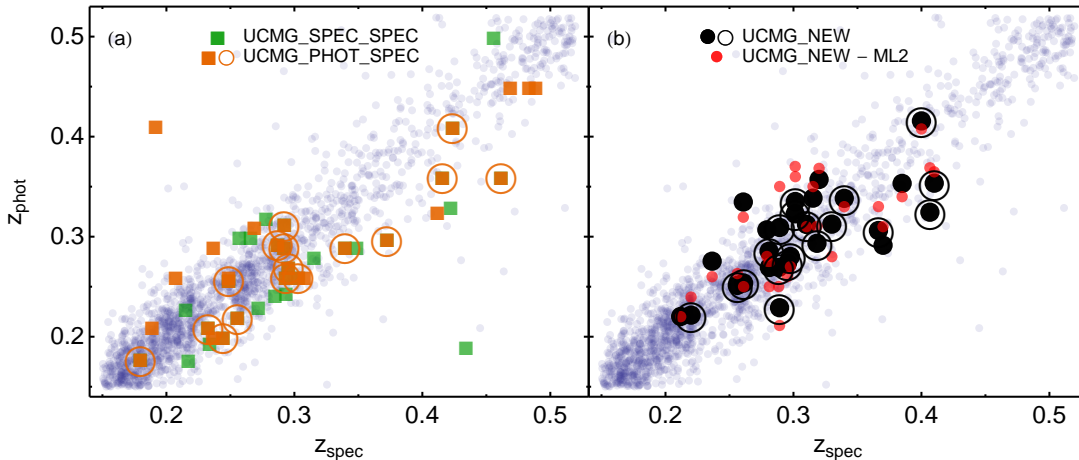 (a)
UCMG_SPEC_SPEC
UCMG_PHOT_SPEC
(b)
UCMG_NEW
UCMG_NEW – ML2
0.5
0.4
0.3
0.2
z_phot
0.2 0.3 0.4 0.5
0.2 0.3 0.4 0.5
z_spec
z_spec